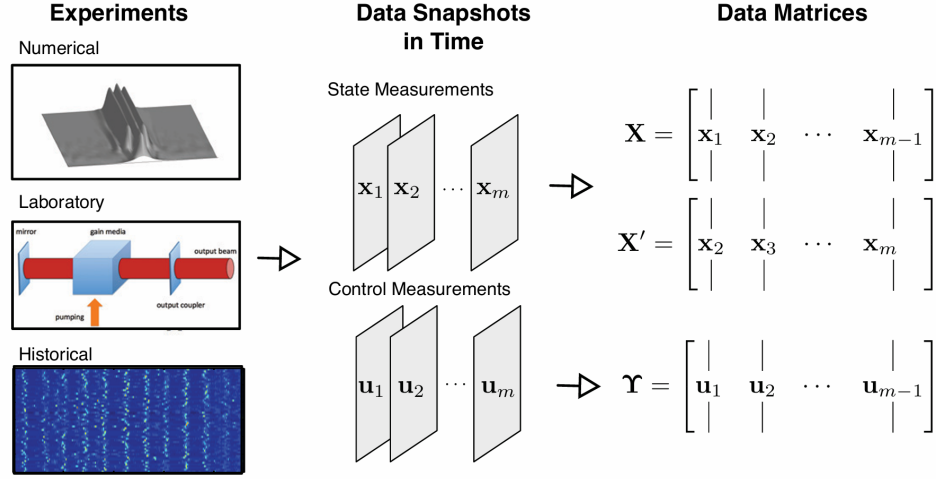 Experiments
Numerical
Laboratory
mirror
gain media
output beam
output coupler
pumping
Historical
Data Snapshots
in Time
State Measurements
x₁ x₂ ⋯ xₘ
Control Measurements
u₁ u₂ ⋯ uₘ
Data Matrices
X = [ x₁ x₂ ⋯ xₘ₋₁ ]
X′ = [ x₂ x₃ ⋯ xₘ ]
ϒ = [ u₁ u₂ ⋯ uₘ₋₁ ]